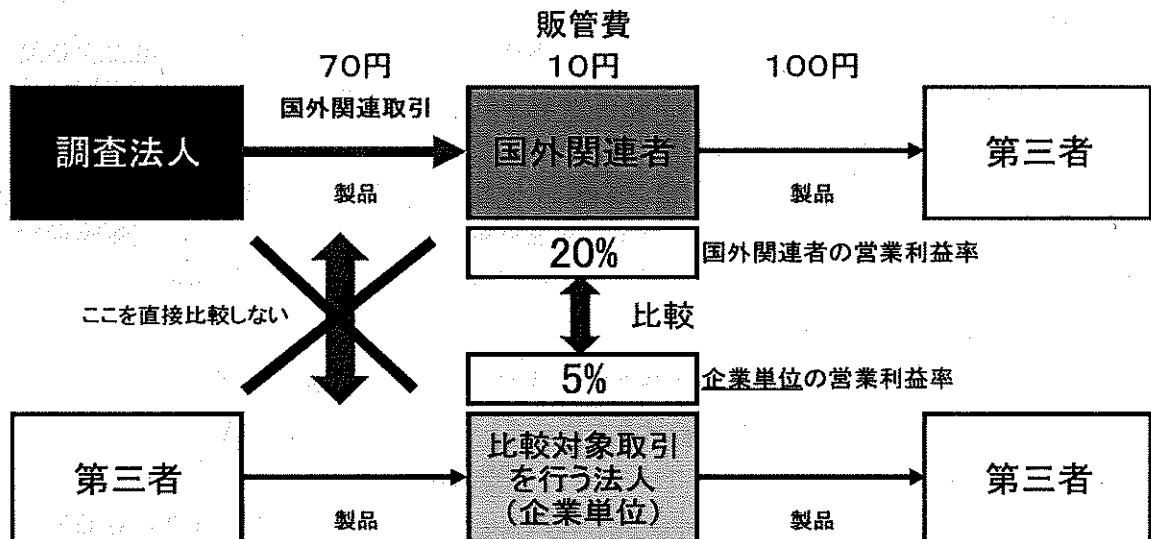 販管費
70円
10円
100円
国外関連取引
調査法人
国外関連者
第三者
製品
製品
20%
国外関連者の営業利益率
ここを直接比較しない
比較
5%
企業単位の営業利益率
第三者
比較対象取引
を行う法人
(企業単位)
第三者
製品
製品